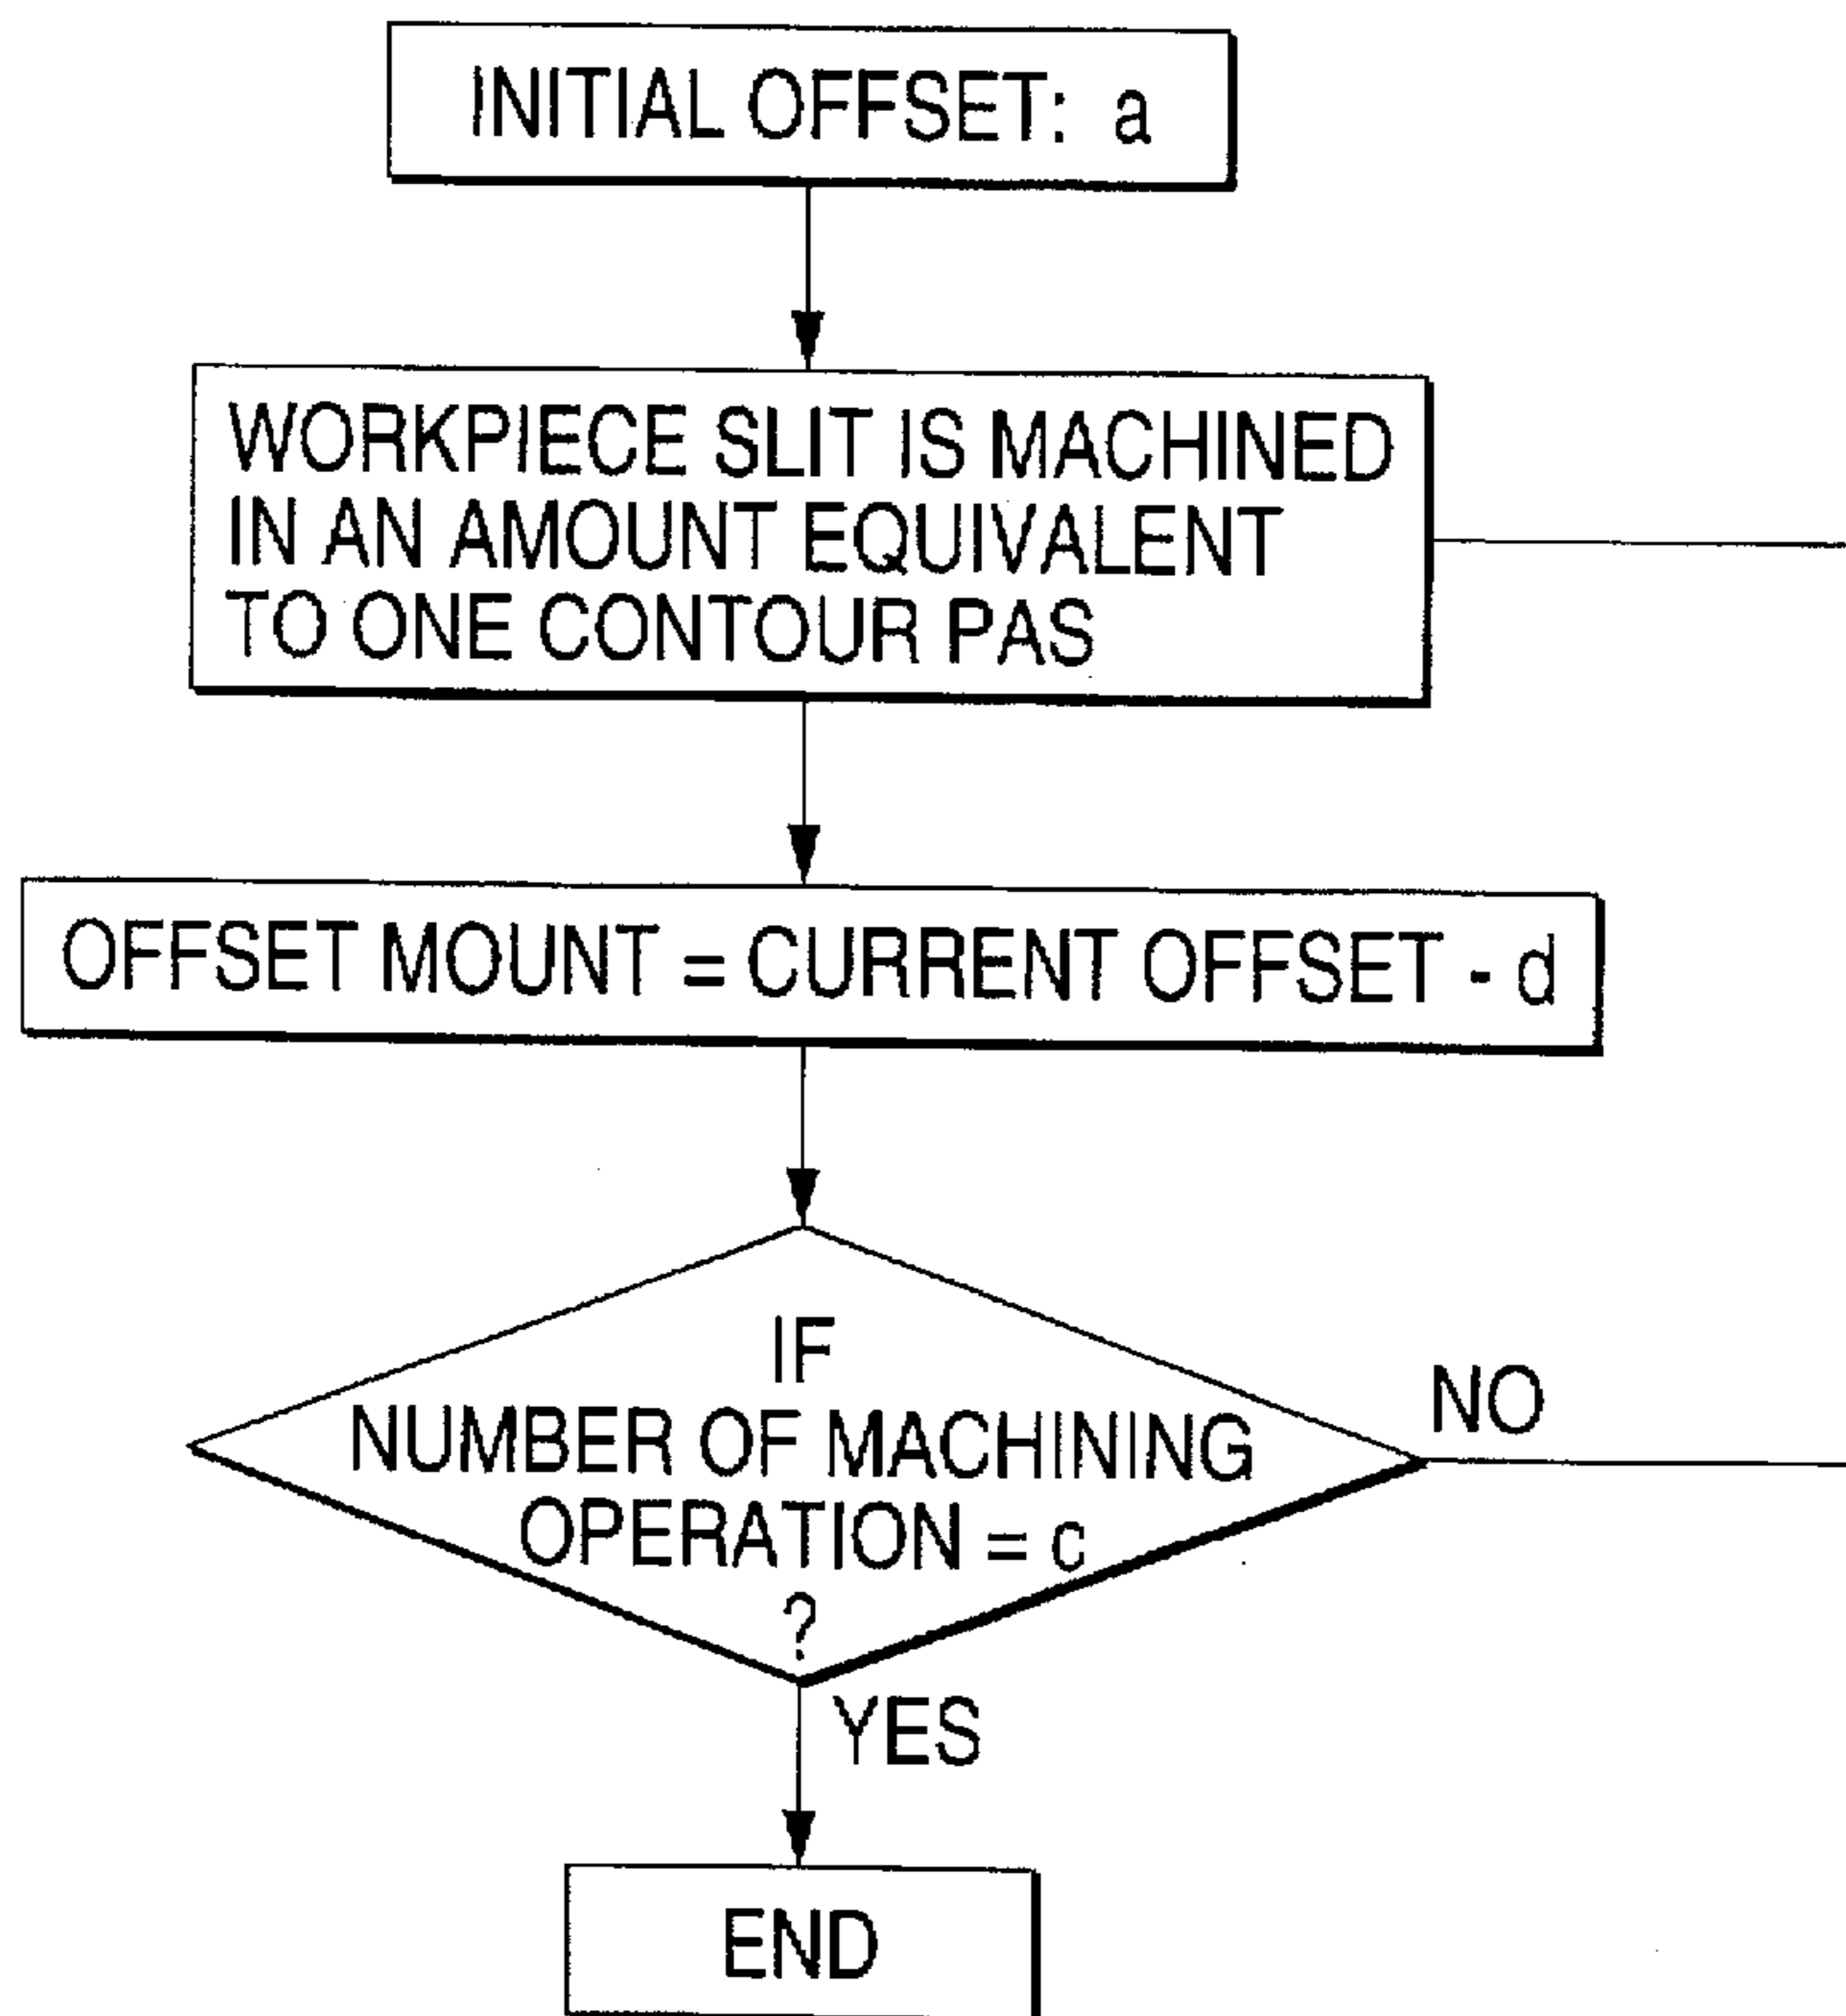 INITIAL OFFSET: a
WORKPIECE SLIT IS MACHINED
IN AN AMOUNT EQUIVALENT
TO ONE CONTOUR PAS
OFFSET MOUNT = CURRENT OFFSET - d
IF
NUMBER OF MACHINING
OPERATION = c
?
NO
YES
END